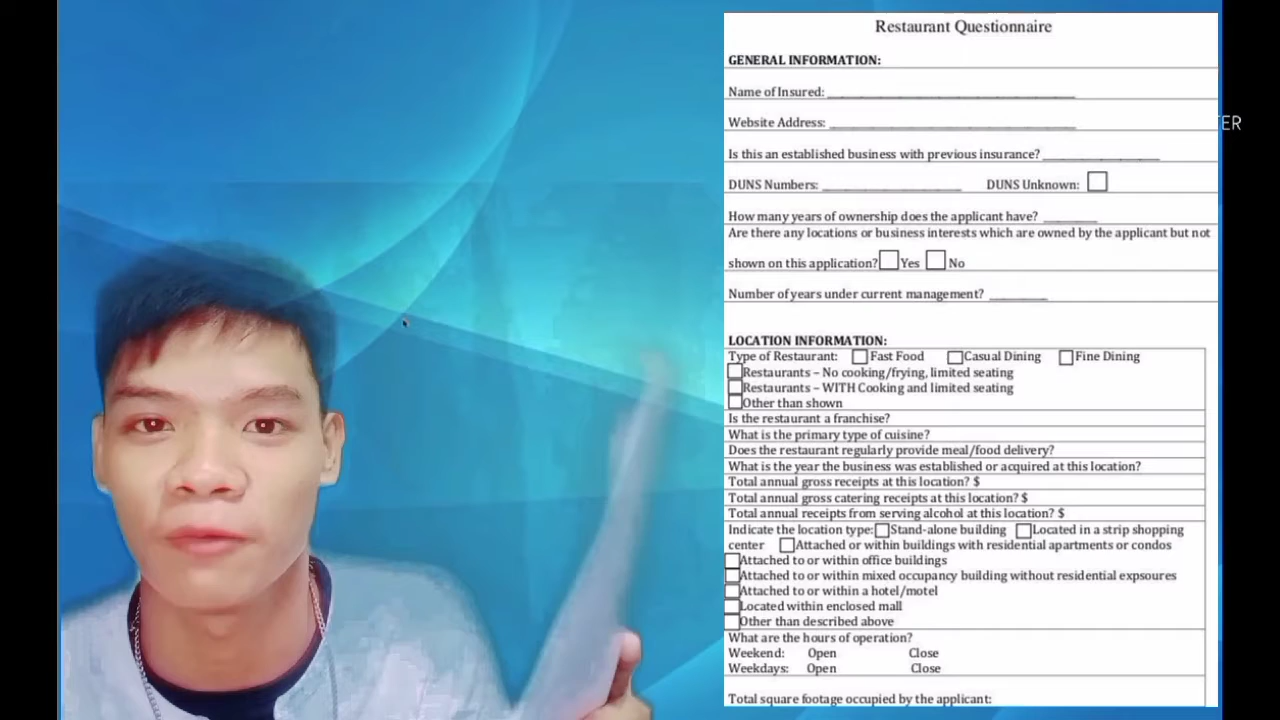 Restaurant Questionnaire
GENERAL INFORMATION:
Name of Insured: ______________________________
Website Address: ______________________________
Is this an established business with previous insurance? ______________
DUNS Numbers: _________________ DUNS Unknown: ☐
How many years of ownership does the applicant have? _______
Are there any locations or business interests which are owned by the applicant but not
shown on this application? ☐ Yes ☐ No
Number of years under current management? _______
LOCATION INFORMATION:
Type of Restaurant: ☐ Fast Food ☐ Casual Dining ☐ Fine Dining
☐ Restaurants – No cooking/frying, limited seating
☐ Restaurants – WITH Cooking and limited seating
☐ Other than shown
Is the restaurant a franchise?
What is the primary type of cuisine?
Does the restaurant regularly provide meal/food delivery?
What is the year the business was established or acquired at this location?
Total annual gross receipts at this location? $
Total annual gross catering receipts at this location? $
Total annual receipts from serving alcohol at this location? $
Indicate the location type: ☐ Stand-alone building ☐ Located in a strip shopping
center ☐ Attached or within buildings with residential apartments or condos
☐ Attached to or within office buildings
☐ Attached to or within mixed occupancy building without residential expsoures
☐ Attached to or within a hotel/motel
☐ Located within enclosed mall
☐ Other than described above
What are the hours of operation?
Weekend: Open Close
Weekdays: Open Close
Total square footage occupied by the applicant: